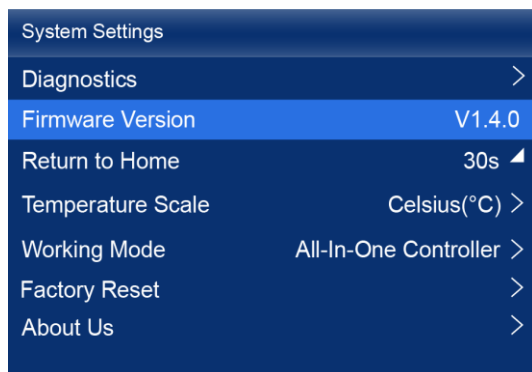 System Settings
Diagnostics >
Firmware Version V1.4.0
Return to Home 30s
Temperature Scale Celsius(°C) >
Working Mode All-In-One Controller >
Factory Reset >
About Us >